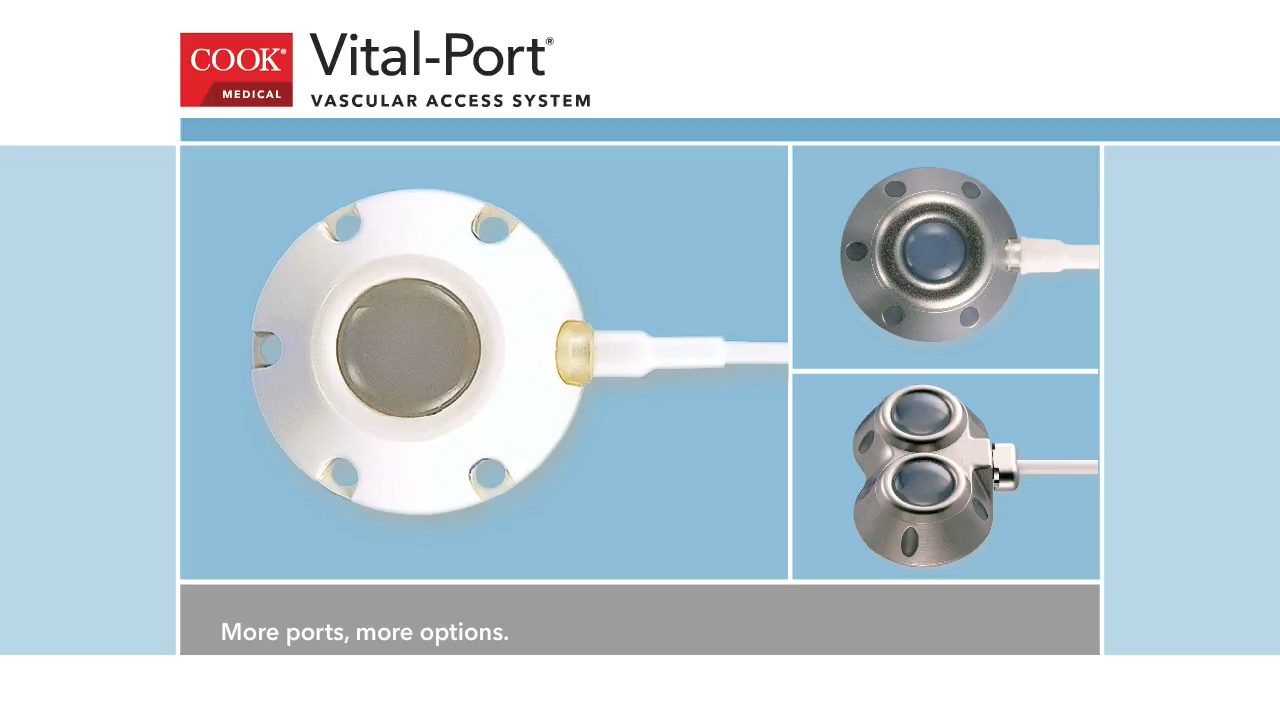 COOK®
MEDICAL
Vital-Port®
VASCULAR ACCESS SYSTEM
More ports, more options.